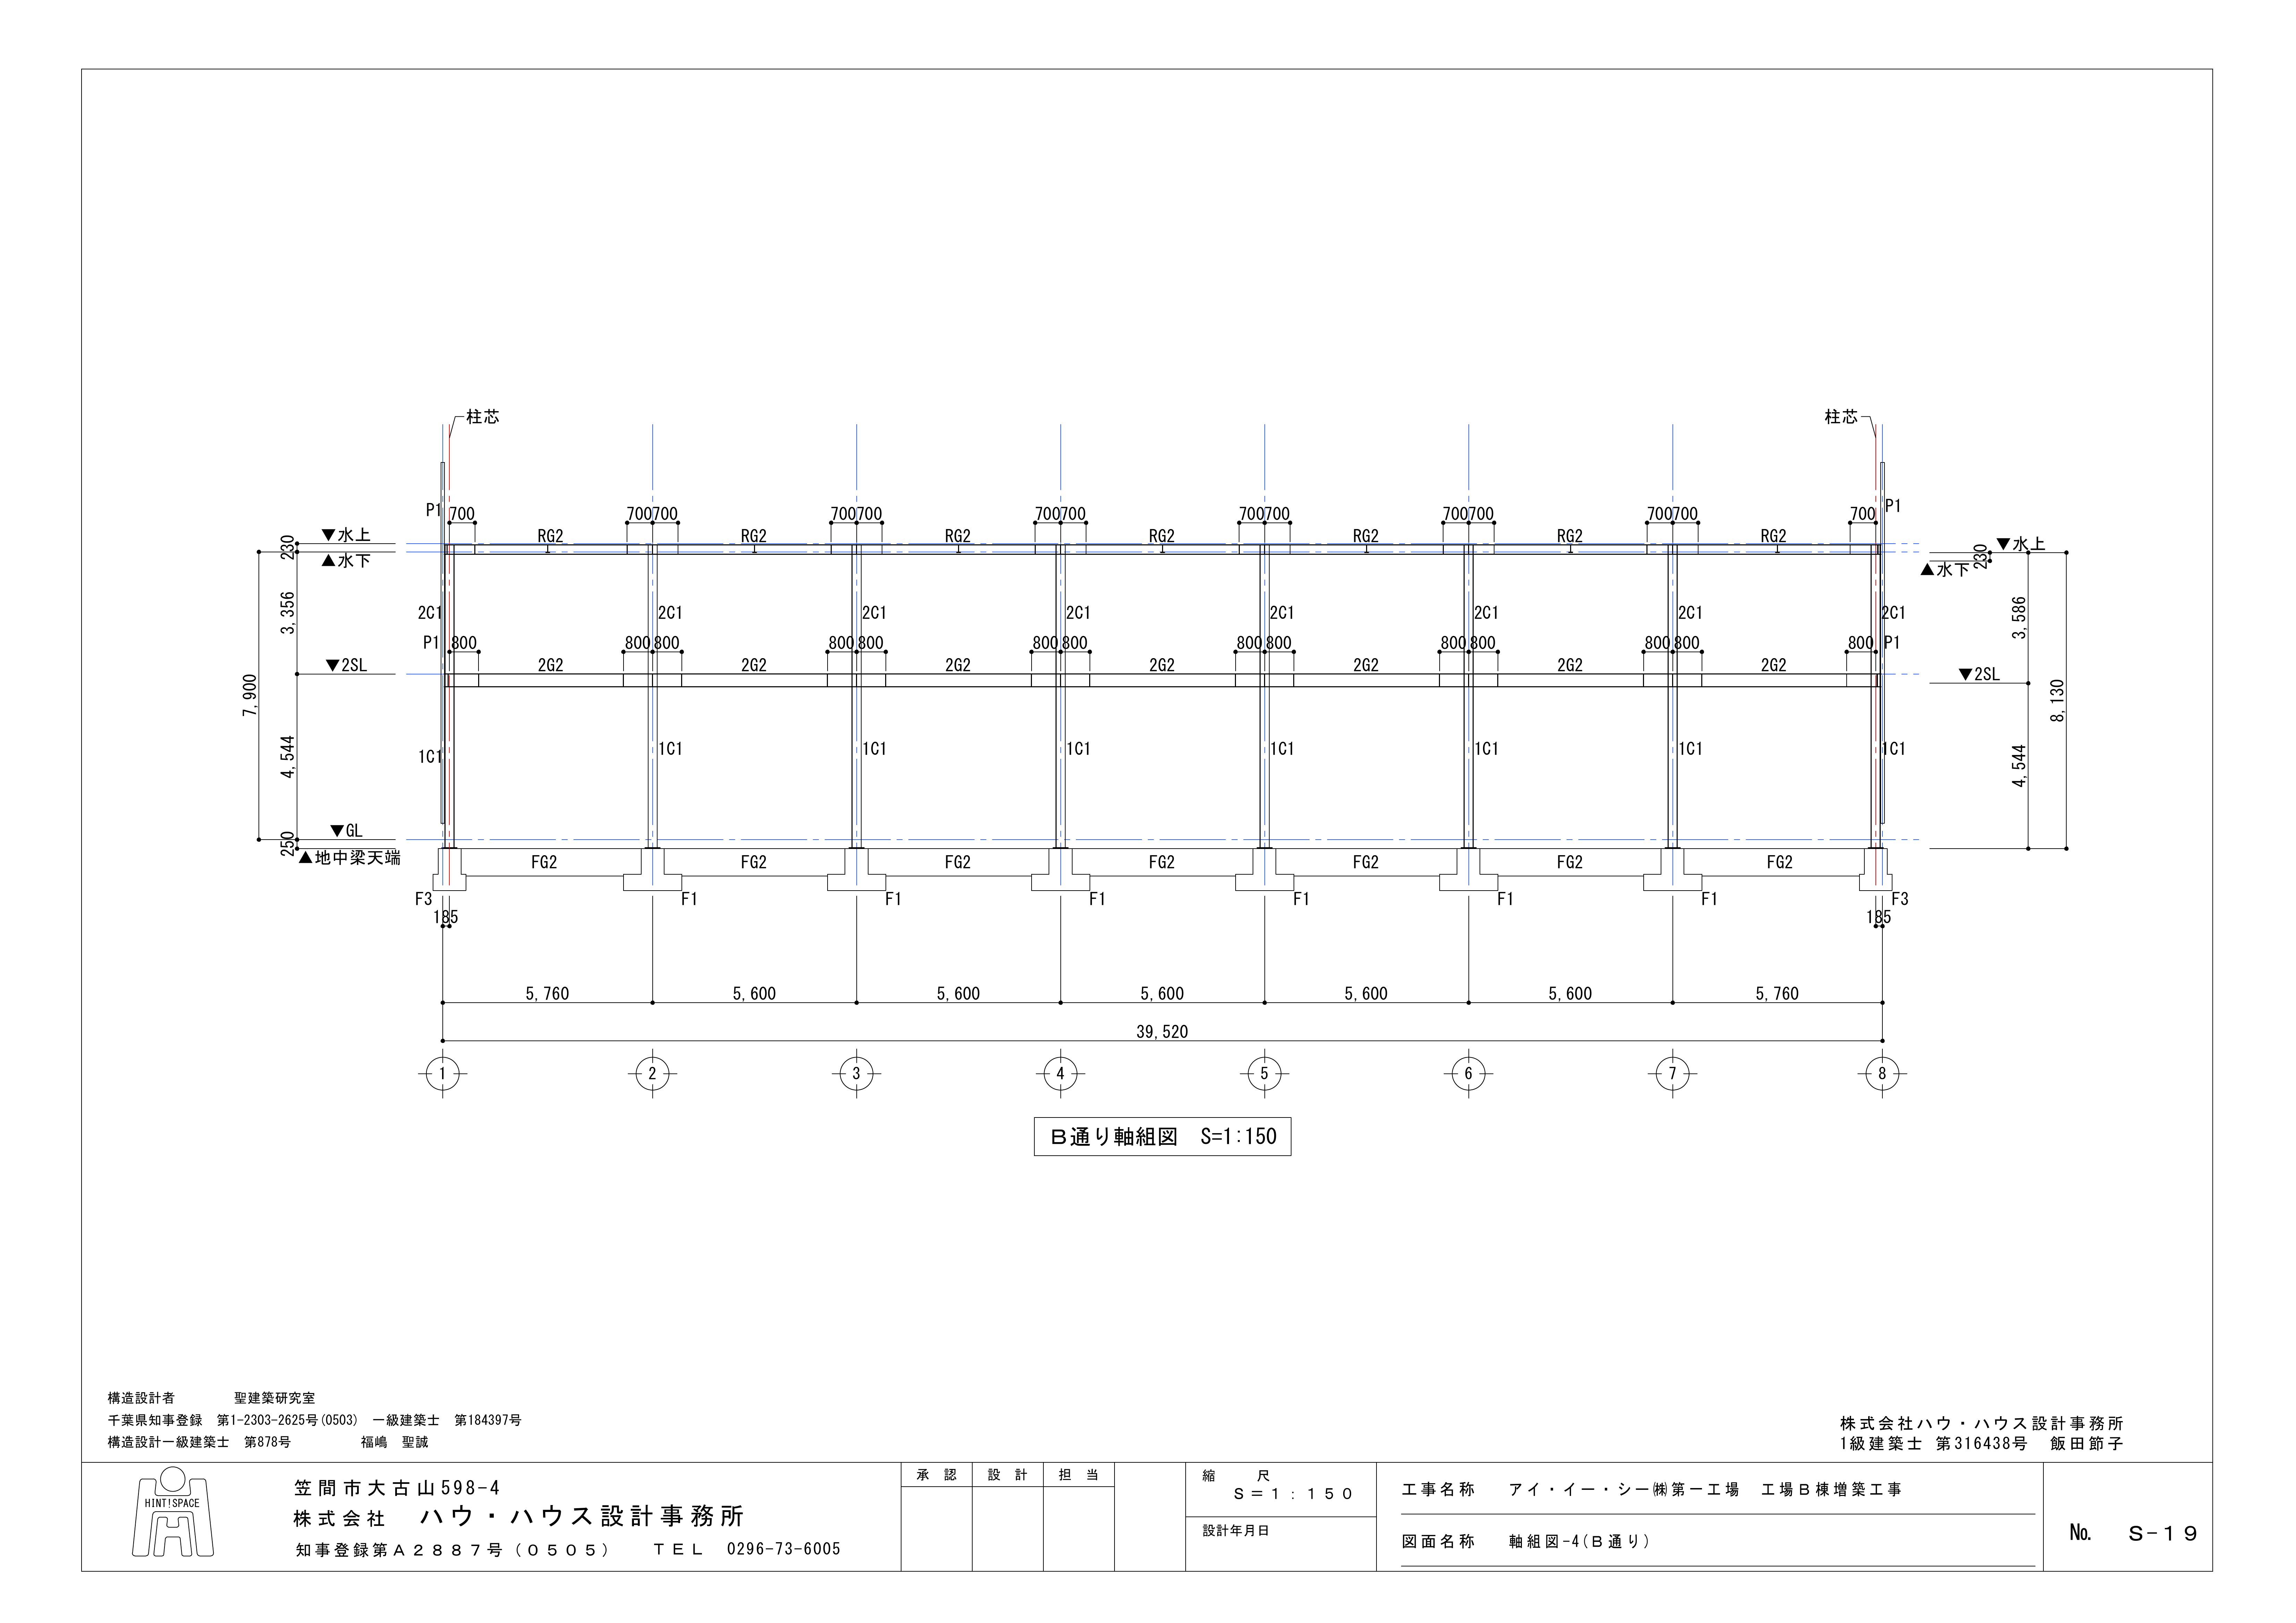 柱芯 柱芯
P1 700 700700 700700 700700 700700 700700 700700 700 P1
▼水上 230 RG2 RG2 RG2 RG2 RG2 RG2 RG2 ▼水上
▲水下 230 ▲水下
3,356 2C1 2C1 2C1 2C1 2C1 2C1 2C1 2C1 3,586
P1 800 800 800 800 800 800 800 800 800 800 800 800 800 800 P1
▼2SL 2G2 2G2 2G2 2G2 2G2 2G2 2G2 ▼2SL
7,900 8,130
4,544 1C1 1C1 1C1 1C1 1C1 1C1 1C1 1C1 4,544
▼GL
250
▲地中梁天端 FG2 FG2 FG2 FG2 FG2 FG2 FG2
F3 F1 F1 F1 F1 F1 F1 F3
185 185
5,760 5,600 5,600 5,600 5,600 5,600 5,760
39,520
1 2 3 4 5 6 7 8
B通り軸組図 S=1:150
構造設計者 聖建築研究室
千葉県知事登録 第1-2303-2625号(0503) 一級建築士 第184397号
構造設計一級建築士 第878号 福嶋 聖誠
株式会社ハウ・ハウス設計事務所
1級建築士 第316438号 飯田節子
HINT!SPACE
笠間市大古山598-4
株式会社 ハウ・ハウス設計事務所
知事登録第A2887号(0505) TEL 0296-73-6005
承認 設計 担当
縮尺
S=1:150
設計年月日
工事名称 アイ・イー・シー㈱第一工場 工場B棟増築工事
図面名称 軸組図-4(B通り)
№ S-19